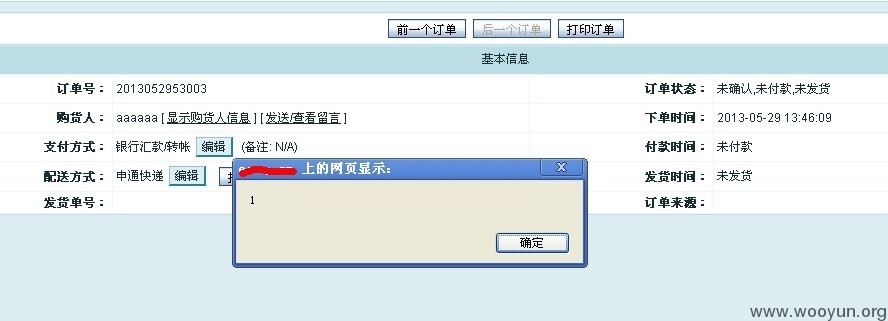 前一个订单 后一个订单 打印订单
基本信息
订单号： 2013052953003 订单状态： 未确认,未付款,未发货
购货人： aaaaaa [ 显示购货人信息 ] [ 发送/查看留言 ] 下单时间： 2013-05-29 13:46:09
支付方式： 银行汇款/转帐 编辑 (备注: N/A) 付款时间： 未付款
上的网页显示：
配送方式： 申通快递 编辑 发货时间： 未发货
发货单号： 1 订单来源：
确定
www.wooyun.org